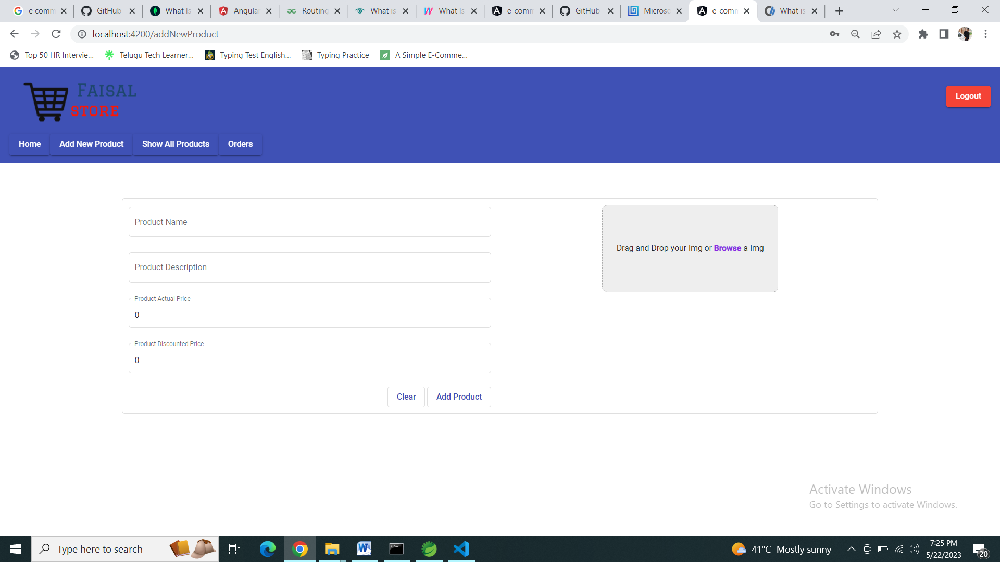 e comm GitHub What Is Angular Routing What is What Is e-comm GitHub Microso e-comm What is
localhost:4200/addNewProduct
Top 50 HR Intervie... Telugu Tech Learner... Typing Test English... Typing Practice A Simple E-Comme...
FAISAL
STORE
Logout
Home Add New Product Show All Products Orders
Product Name
Drag and Drop your Img or Browse a Img
Product Description
Product Actual Price
0
Product Discounted Price
0
Clear Add Product
Activate Windows
Go to Settings to activate Windows.
Type here to search
41°C Mostly sunny
7:25 PM
5/22/2023
20